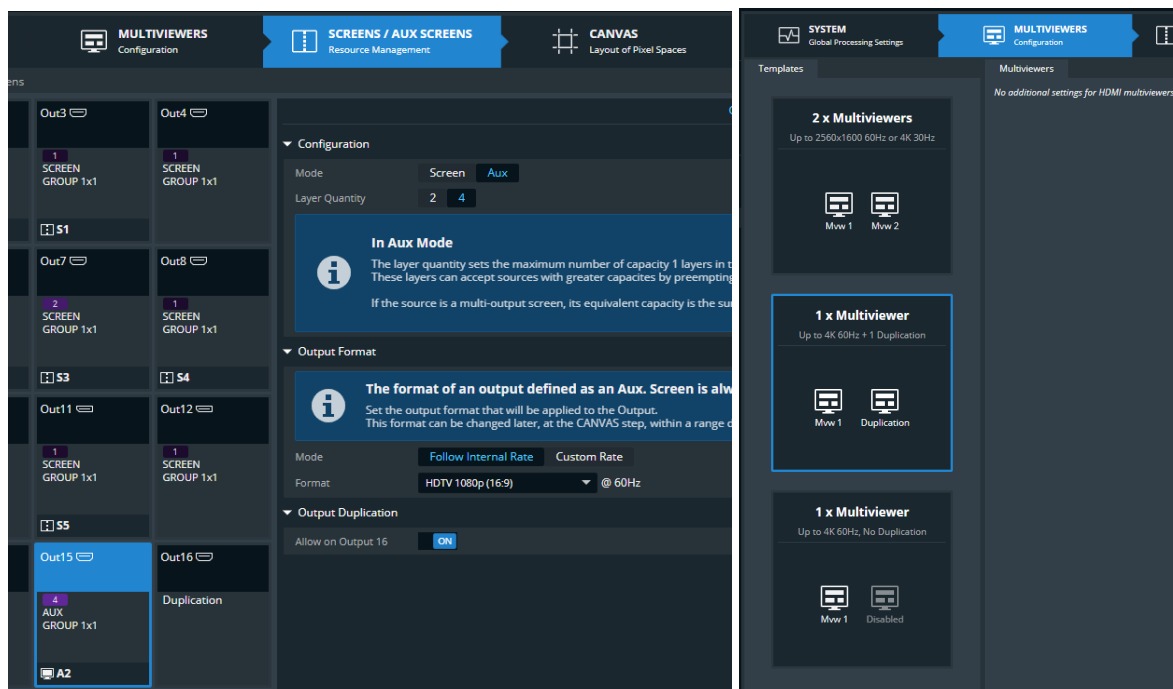 MULTIVIEWERS
Configuration
SCREENS / AUX SCREENS
Resource Management
CANVAS
Layout of Pixel Spaces
ens
Out3
1
SCREEN
GROUP 1x1
S1
Out4
1
SCREEN
GROUP 1x1
Out7
2
SCREEN
GROUP 1x1
S3
Out8
1
SCREEN
GROUP 1x1
S4
Out11
1
SCREEN
GROUP 1x1
S5
Out12
1
SCREEN
GROUP 1x1
Out15
4
AUX
GROUP 1x1
A2
Out16
Duplication
Configuration
Mode Screen Aux
Layer Quantity 2 4
In Aux Mode
The layer quantity sets the maximum number of capacity 1 layers in t
These layers can accept sources with greater capacites by preempting
If the source is a multi-output screen, its equivalent capacity is the su
Output Format
The format of an output defined as an Aux. Screen is alw
Set the output format that will be applied to the Output.
This format can be changed later, at the CANVAS step, within a range o
Mode Follow Internal Rate Custom Rate
Format HDTV 1080p (16:9) @ 60Hz
Output Duplication
Allow on Output 16 ON
SYSTEM
Global Processing Settings
MULTIVIEWERS
Configuration
Templates
Multiviewers
No additional settings for HDMI multiviewers
2 x Multiviewers
Up to 2560x1600 60Hz or 4K 30Hz
Mvw 1 Mvw 2
1 x Multiviewer
Up to 4K 60Hz + 1 Duplication
Mvw 1 Duplication
1 x Multiviewer
Up to 4K 60Hz, No Duplication
Mvw 1 Disabled